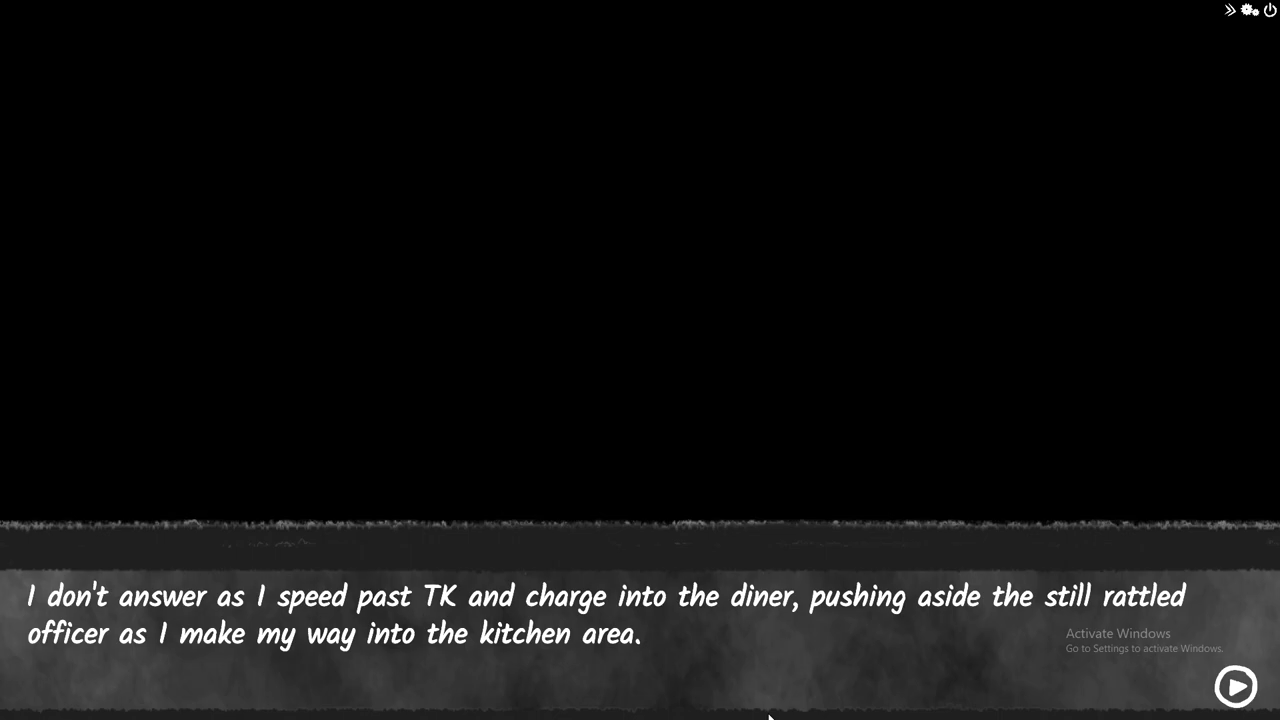 I don't answer as I speed past TK and charge into the diner, pushing aside the still rattled
officer as I make my way into the kitchen area.
Activate Windows
Go to Settings to activate Windows.